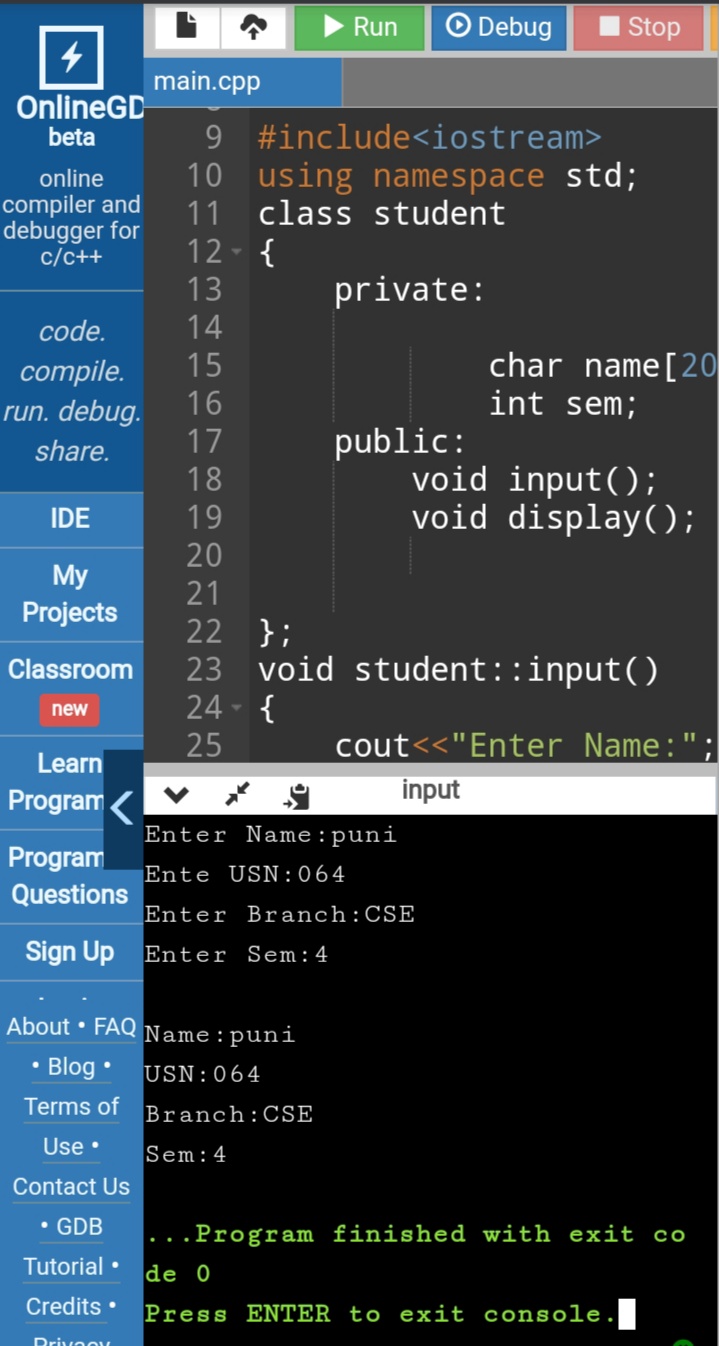 OnlineGD
beta
online
compiler and
debugger for
c/c++
code.
compile.
run. debug.
share.
IDE
My
Projects
Classroom
new
Learn
Program
Program
Questions
Sign Up
About • FAQ
• Blog •
Terms of
Use •
Contact Us
• GDB
Tutorial •
Credits •
Privacy
Run
Debug
Stop
main.cpp
9 #include<iostream>
10 using namespace std;
11 class student
12 {
13 private:
14
15 char name[20
16 int sem;
17 public:
18 void input();
19 void display();
20
21
22 };
23 void student::input()
24 {
25 cout<<"Enter Name:";
input
Enter Name:puni
Ente USN:064
Enter Branch:CSE
Enter Sem:4
Name:puni
USN:064
Branch:CSE
Sem:4
...Program finished with exit co
de 0
Press ENTER to exit console.